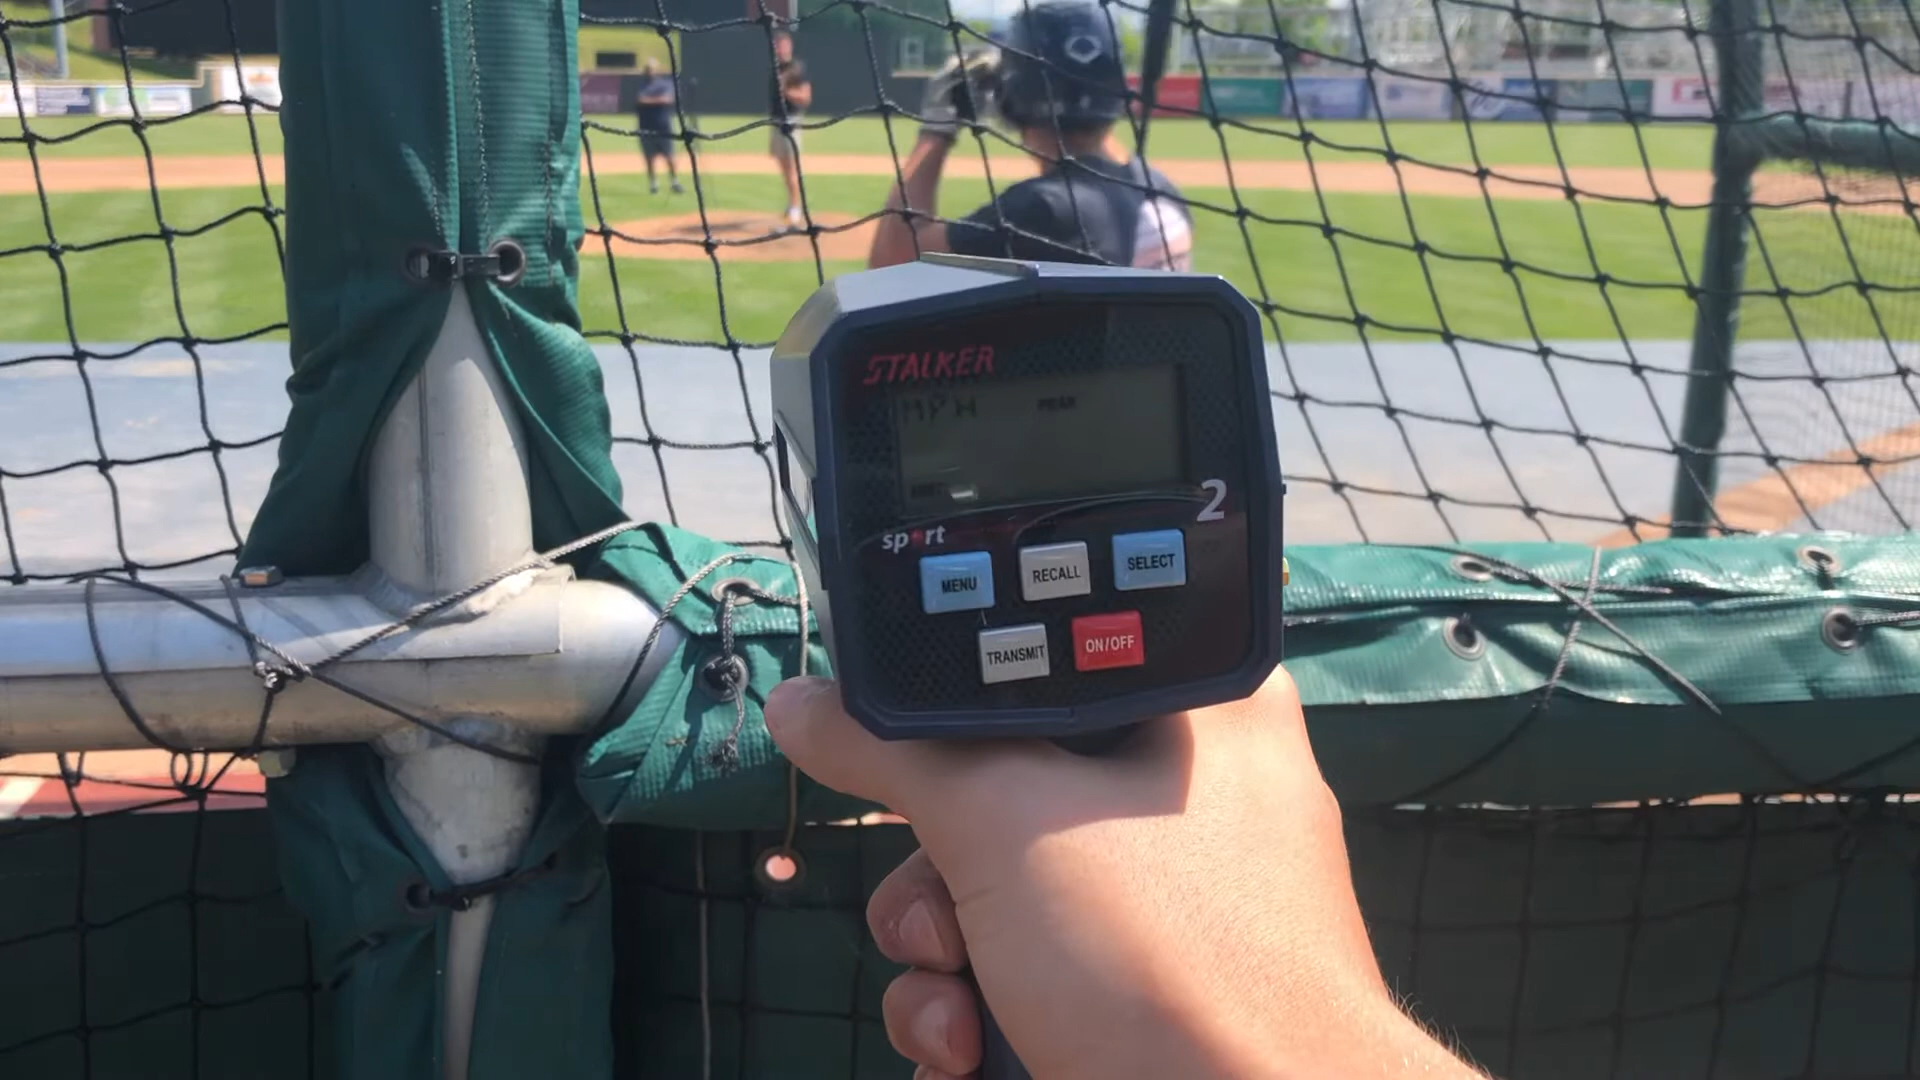 STALKER
MPH PEAK
sport 2
MENU
RECALL
SELECT
TRANSMIT
ON/OFF